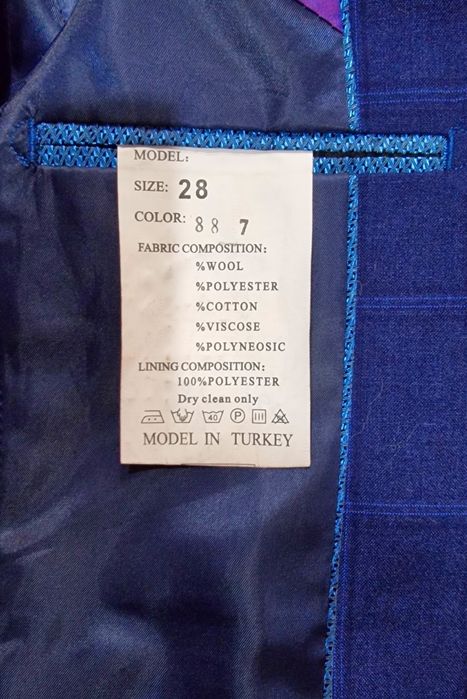 MODEL:
SIZE: 28
COLOR: 88 7
FABRIC COMPOSITION:
%WOOL
%POLYESTER
%COTTON
%VISCOSE
%POLYNEOSIC
LINING COMPOSITION:
100%POLYESTER
Dry clean only
40 P
MODEL IN TURKEY